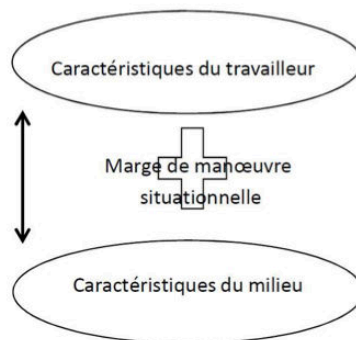 Caractéristiques du travailleur
Marge de manœuvre
situationnelle
Caractéristiques du milieu